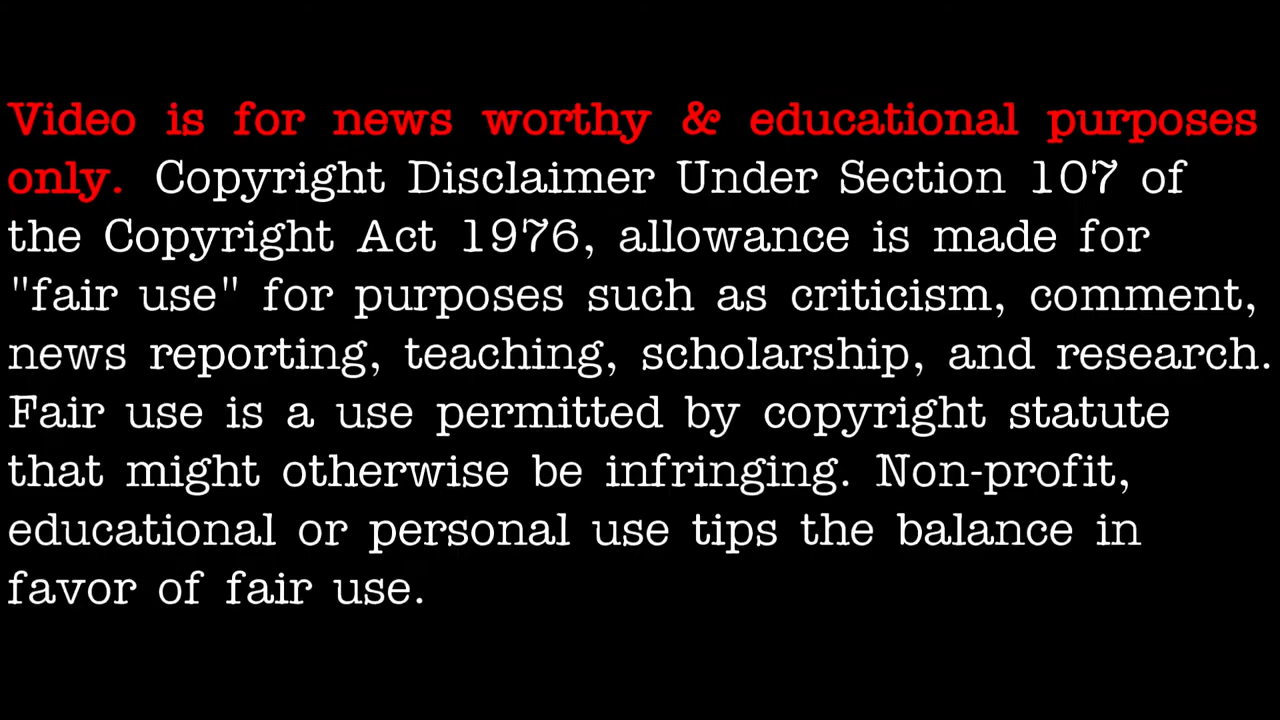 Video is for news worthy & educational purposes
only. Copyright Disclaimer Under Section 107 of
the Copyright Act 1976, allowance is made for
"fair use" for purposes such as criticism, comment,
news reporting, teaching, scholarship, and research.
Fair use is a use permitted by copyright statute
that might otherwise be infringing. Non-profit,
educational or personal use tips the balance in
favor of fair use.